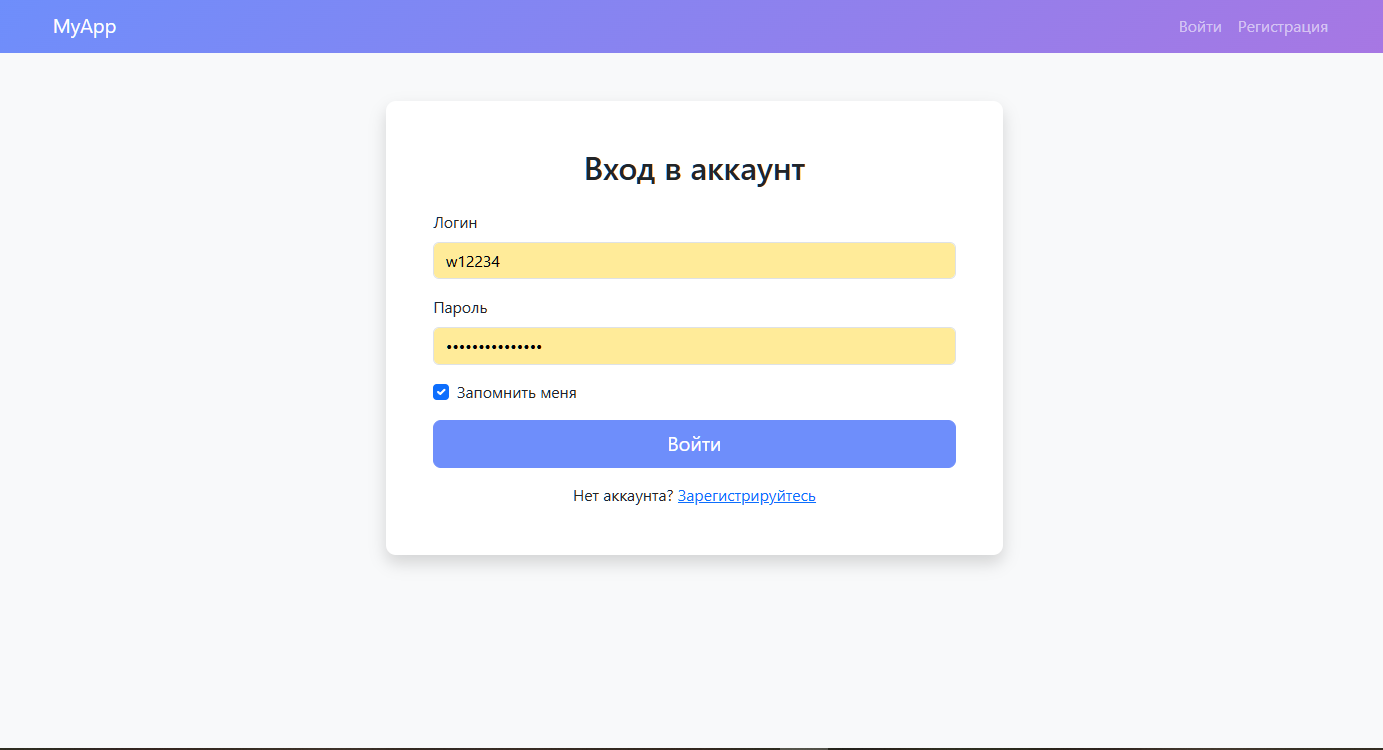 MyApp
Войти Регистрация
Вход в аккаунт
Логин
w12234
Пароль
•••••••••••••••
Запомнить меня
Войти
Нет аккаунта? Зарегистрируйтесь